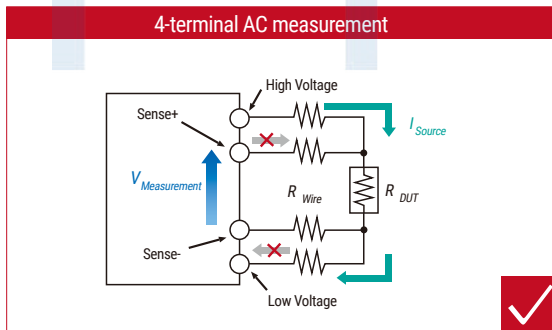 4-terminal AC measurement
High Voltage
Sense+
I Source
V Measurement
R Wire
R DUT
Sense-
Low Voltage